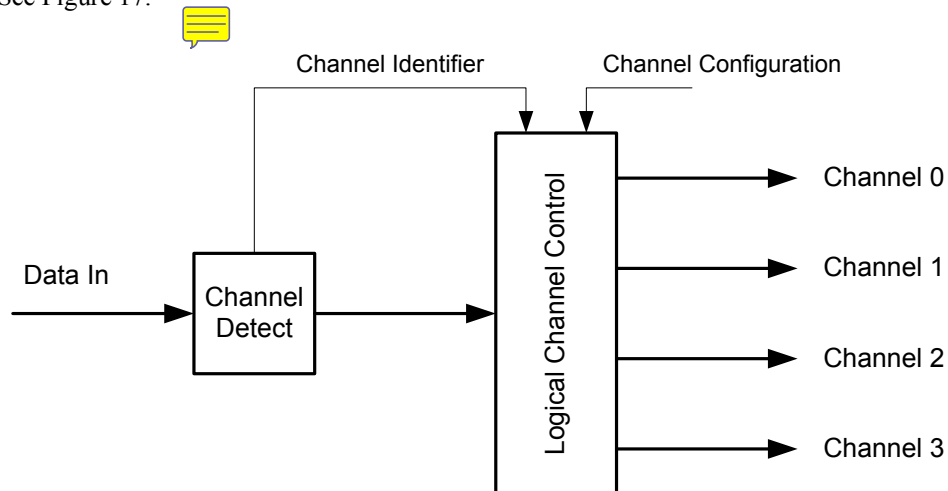 See Figure 17.
Channel Identifier
Channel Configuration
Channel 0
Channel 1
Data In
Channel
Detect
Logical Channel Control
Channel 2
Channel 3